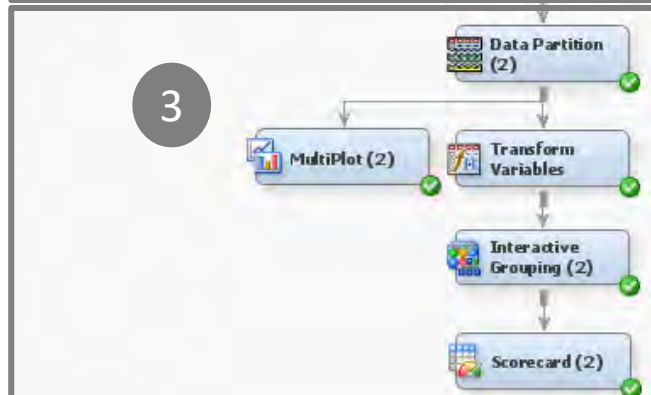 Data Partition
(2)
3
MultiPlot (2)
Transform
Variables
Interactive
Grouping (2)
Scorecard (2)